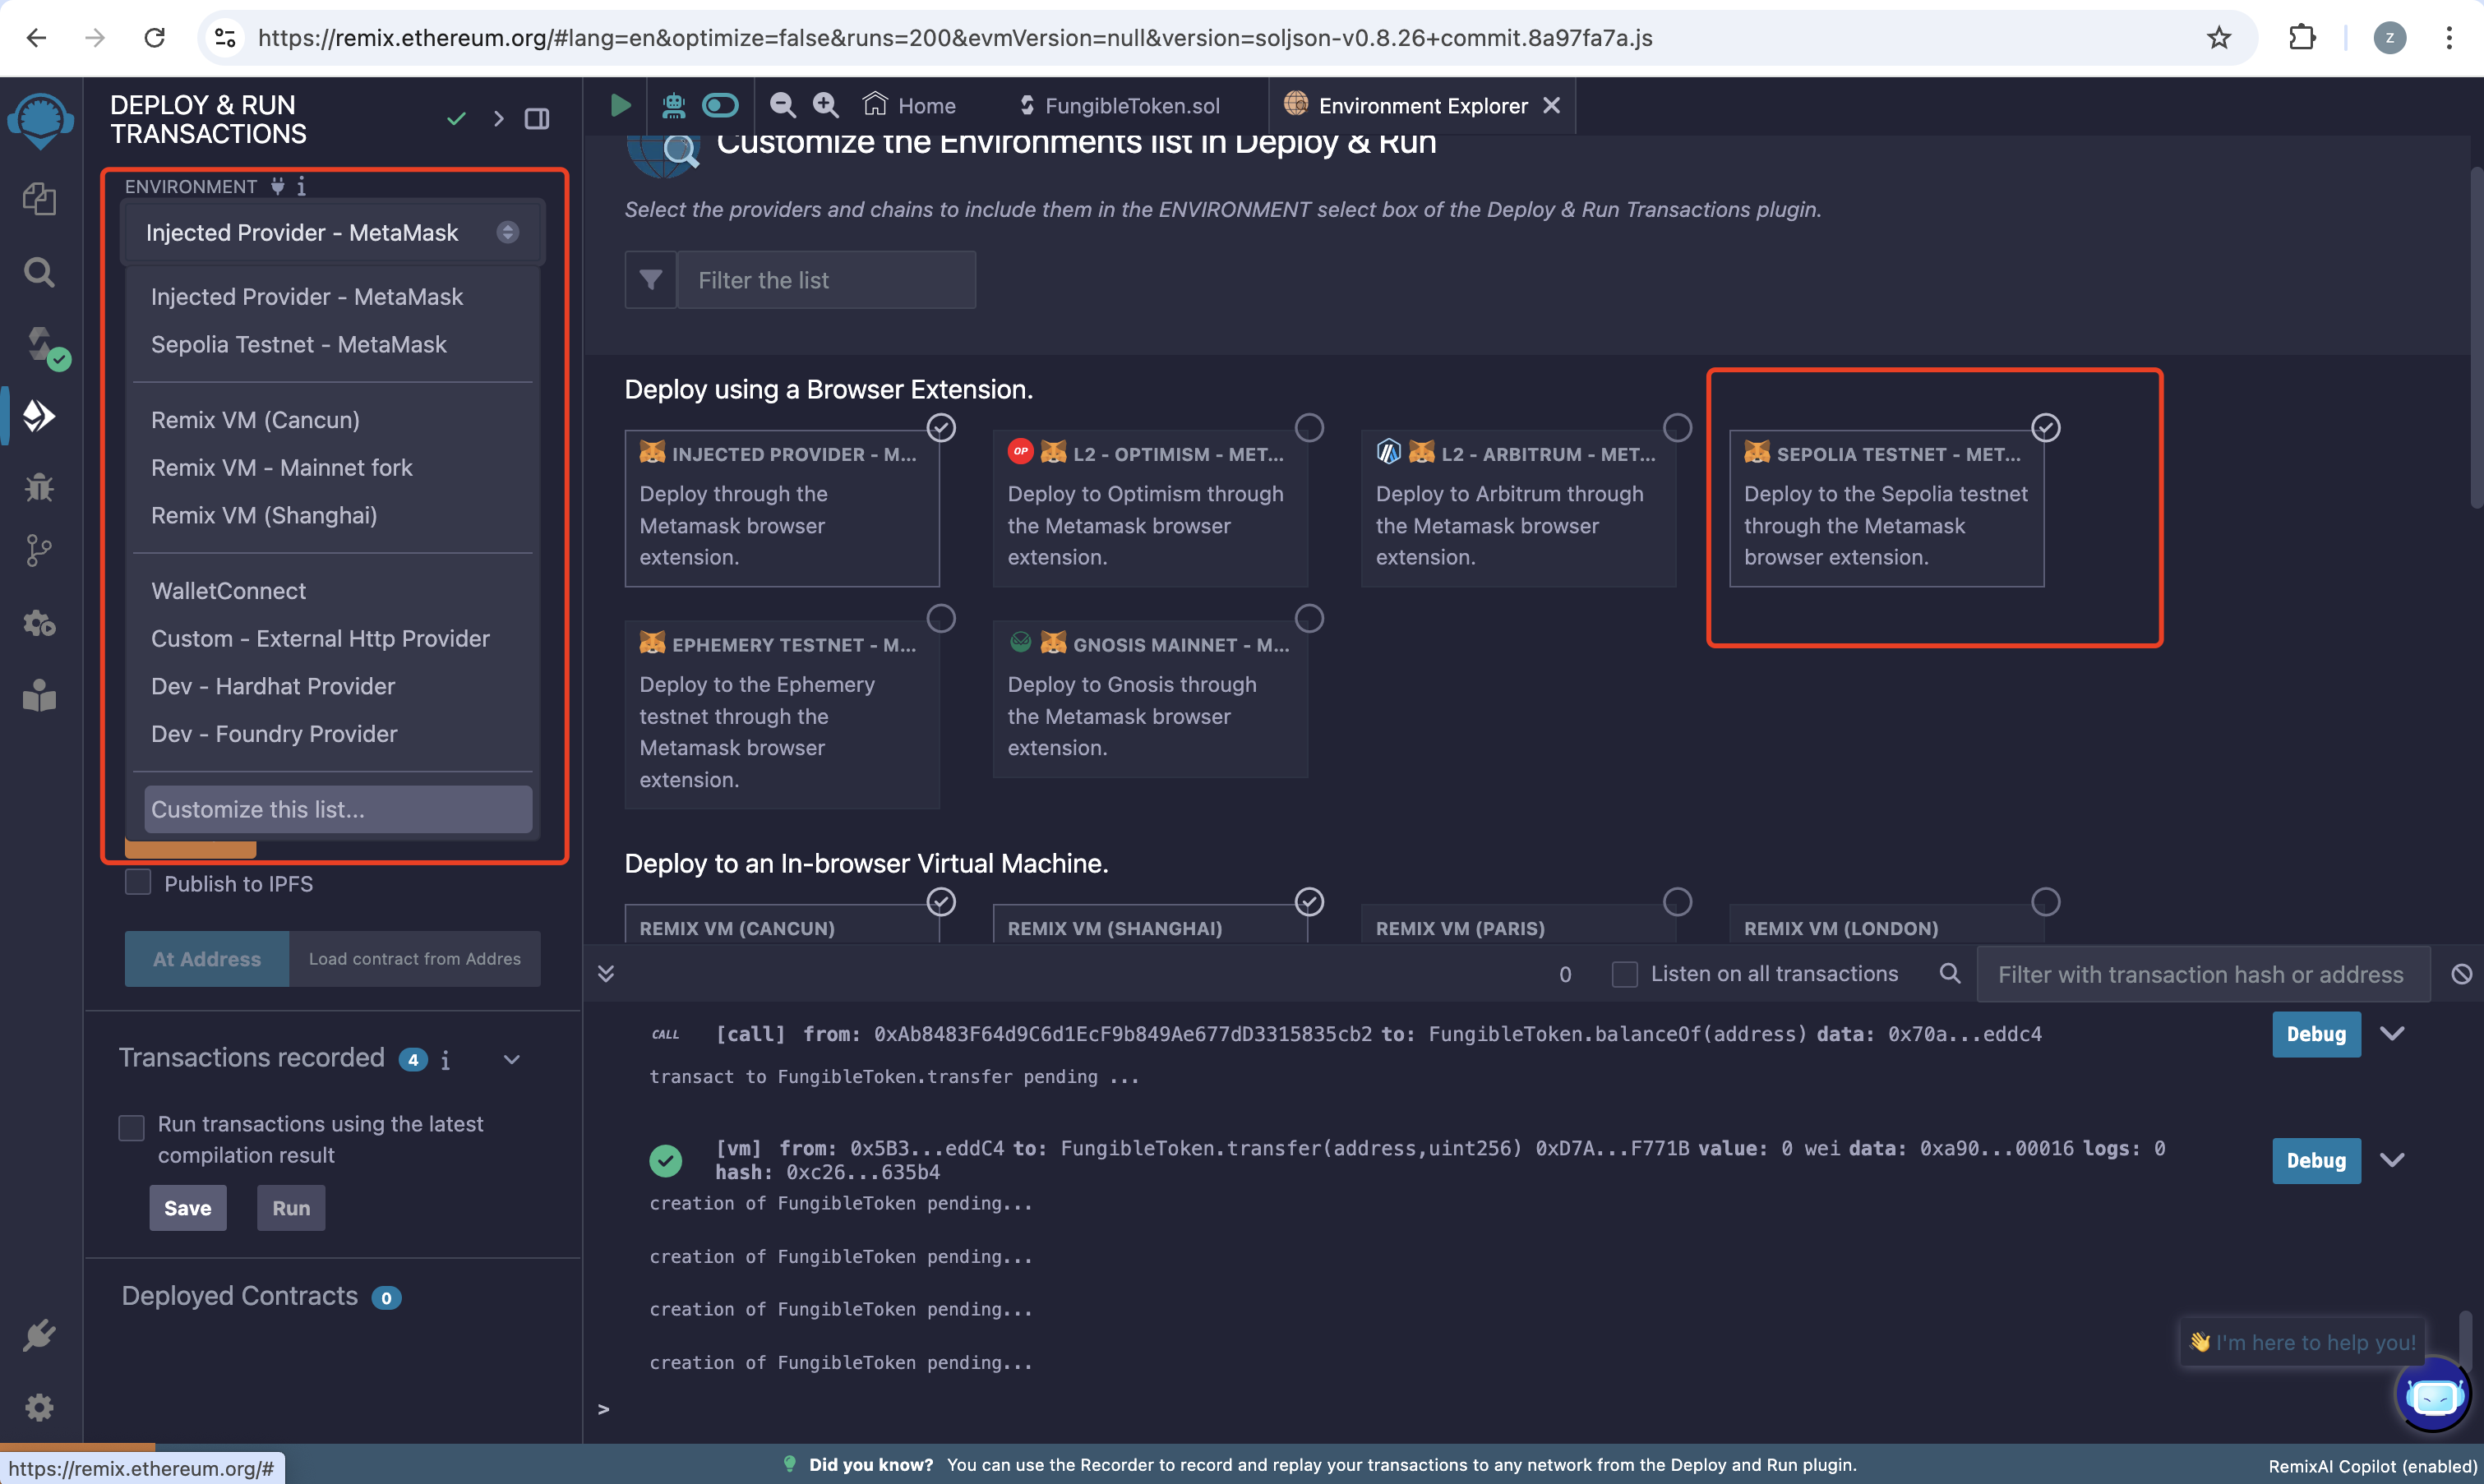 https://remix.ethereum.org/#lang=en&optimize=false&runs=200&evmVersion=null&version=soljson-v0.8.26+commit.8a97fa7a.js
z
DEPLOY & RUN
TRANSACTIONS
ENVIRONMENT
Injected Provider - MetaMask
Injected Provider - MetaMask
Sepolia Testnet - MetaMask
Remix VM (Cancun)
Remix VM - Mainnet fork
Remix VM (Shanghai)
WalletConnect
Custom - External Http Provider
Dev - Hardhat Provider
Dev - Foundry Provider
Customize this list...
Publish to IPFS
At Address
Load contract from Addres
Transactions recorded 4 i
Run transactions using the latest
compilation result
Save
Run
Deployed Contracts 0
https://remix.ethereum.org/#
Home
FungibleToken.sol
Environment Explorer
Customize the Environments list in Deploy & Run
Select the providers and chains to include them in the ENVIRONMENT select box of the Deploy & Run Transactions plugin.
Filter the list
Deploy using a Browser Extension.
INJECTED PROVIDER - M...
Deploy through the
Metamask browser
extension.
OP L2 - OPTIMISM - MET...
Deploy to Optimism through
the Metamask browser
extension.
L2 - ARBITRUM - MET...
Deploy to Arbitrum through
the Metamask browser
extension.
SEPOLIA TESTNET - MET...
Deploy to the Sepolia testnet
through the Metamask
browser extension.
EPHEMERY TESTNET - M...
Deploy to the Ephemery
testnet through the
Metamask browser
extension.
GNOSIS MAINNET - M...
Deploy to Gnosis through
the Metamask browser
extension.
Deploy to an In-browser Virtual Machine.
REMIX VM (CANCUN)
REMIX VM (SHANGHAI)
REMIX VM (PARIS)
REMIX VM (LONDON)
0
Listen on all transactions
Filter with transaction hash or address
CALL [call] from: 0xAb8483F64d9C6d1EcF9b849Ae677dD3315835cb2 to: FungibleToken.balanceOf(address) data: 0x70a...eddc4
Debug
transact to FungibleToken.transfer pending ...
[vm] from: 0x5B3...eddC4 to: FungibleToken.transfer(address,uint256) 0xD7A...F771B value: 0 wei data: 0xa90...00016 logs: 0
hash: 0xc26...635b4
Debug
creation of FungibleToken pending...
creation of FungibleToken pending...
creation of FungibleToken pending...
creation of FungibleToken pending...
>
👋 I'm here to help you!
Did you know? You can use the Recorder to record and replay your transactions to any network from the Deploy and Run plugin.
RemixAI Copilot (enabled)